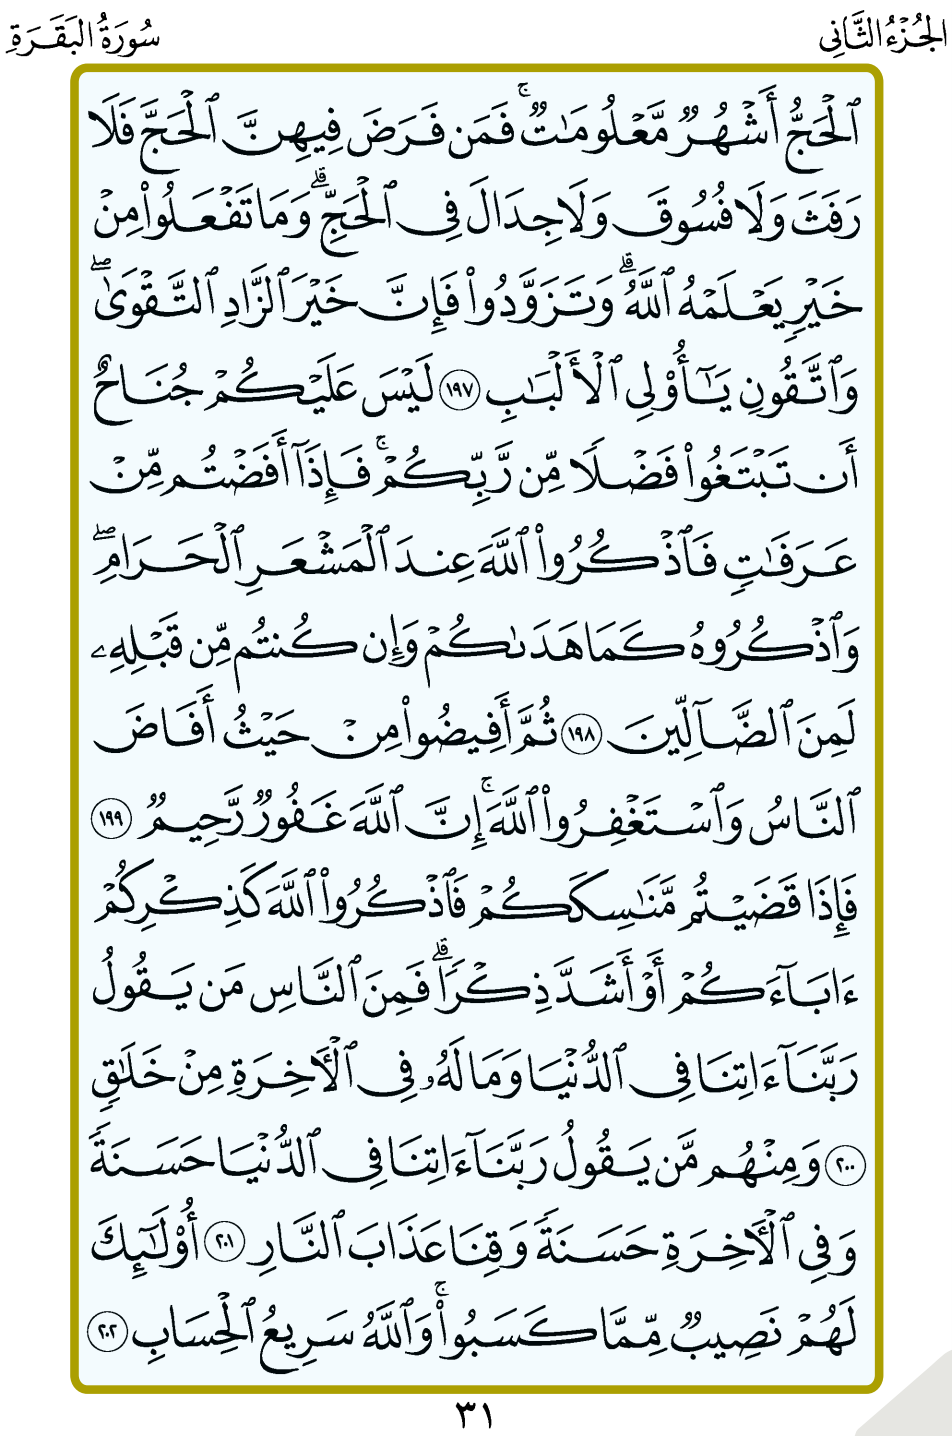 الجُزْءُ الثَّانِي
سُورَةُ البَقَرَةِ
ٱلۡحَجُّ أَشۡهُرٞ مَّعۡلُومَٰتٞۚ فَمَن فَرَضَ فِيهِنَّ ٱلۡحَجَّ فَلَا
رَفَثَ وَلَا فُسُوقَ وَلَا جِدَالَ فِي ٱلۡحَجِّۗ وَمَا تَفۡعَلُواْ مِنۡ
خَيۡرٖ يَعۡلَمۡهُ ٱللَّهُۗ وَتَزَوَّدُواْ فَإِنَّ خَيۡرَ ٱلزَّادِ ٱلتَّقۡوَىٰۖ
وَٱتَّقُونِ يَٰٓأُوْلِي ٱلۡأَلۡبَٰبِ ١٩٧ لَيۡسَ عَلَيۡكُمۡ جُنَاحٌ
أَن تَبۡتَغُواْ فَضۡلٗا مِّن رَّبِّكُمۡۚ فَإِذَآ أَفَضۡتُم مِّنۡ
عَرَفَٰتٖ فَٱذۡكُرُواْ ٱللَّهَ عِندَ ٱلۡمَشۡعَرِ ٱلۡحَرَامِۖ
وَٱذۡكُرُوهُ كَمَا هَدَىٰكُمۡ وَإِن كُنتُم مِّن قَبۡلِهِۦ
لَمِنَ ٱلضَّآلِّينَ ١٩٨ ثُمَّ أَفِيضُواْ مِنۡ حَيۡثُ أَفَاضَ
ٱلنَّاسُ وَٱسۡتَغۡفِرُواْ ٱللَّهَۚ إِنَّ ٱللَّهَ غَفُورٞ رَّحِيمٞ ١٩٩
فَإِذَا قَضَيۡتُم مَّنَٰسِكَكُمۡ فَٱذۡكُرُواْ ٱللَّهَ كَذِكۡرِكُمۡ
ءَابَآءَكُمۡ أَوۡ أَشَدَّ ذِكۡرٗاۗ فَمِنَ ٱلنَّاسِ مَن يَقُولُ
رَبَّنَآ ءَاتِنَا فِي ٱلدُّنۡيَا وَمَا لَهُۥ فِي ٱلۡأٓخِرَةِ مِنۡ خَلَٰقٖ
٢٠٠ وَمِنۡهُم مَّن يَقُولُ رَبَّنَآ ءَاتِنَا فِي ٱلدُّنۡيَا حَسَنَةٗ
وَفِي ٱلۡأٓخِرَةِ حَسَنَةٗ وَقِنَا عَذَابَ ٱلنَّارِ ٢٠١ أُوْلَٰٓئِكَ
لَهُمۡ نَصِيبٞ مِّمَّا كَسَبُواْۚ وَٱللَّهُ سَرِيعُ ٱلۡحِسَابِ ٢٠٢
٣١